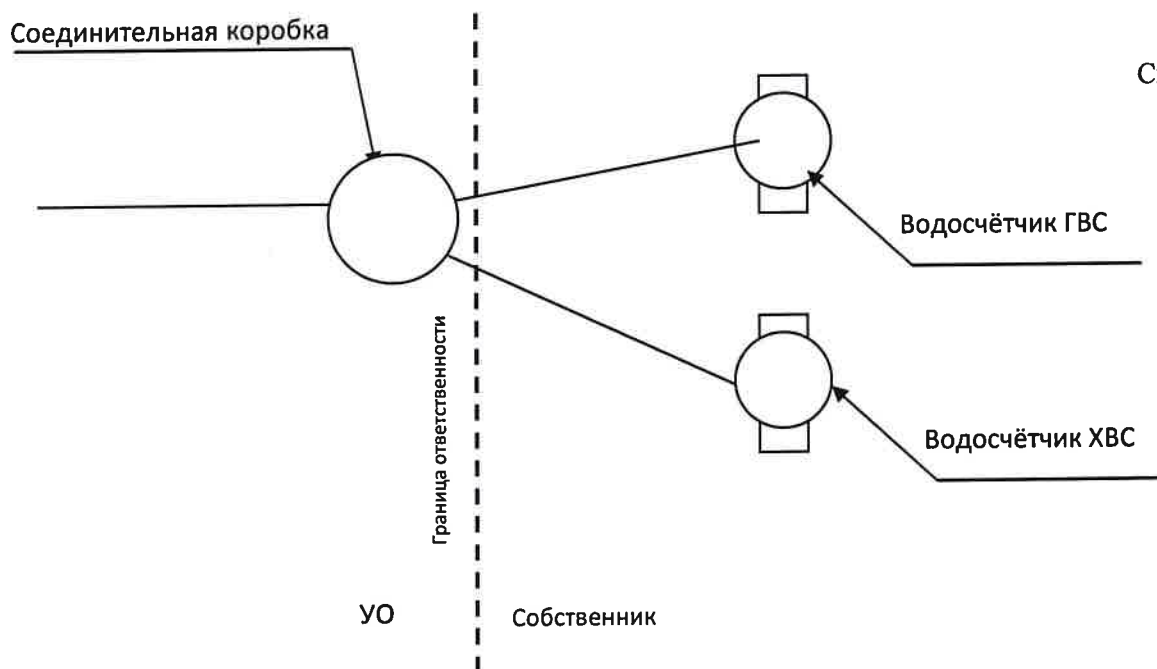 Соединительная коробка
Водосчётчик ГВС
Граница ответственности
Водосчётчик ХВС
УО
Собственник